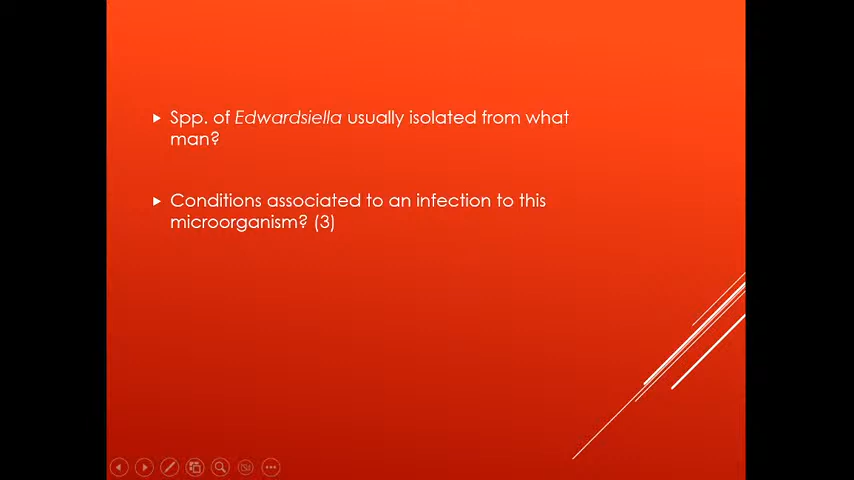 Spp. of Edwardsiella usually isolated from what
man?
Conditions associated to an infection to this
microorganism? (3)